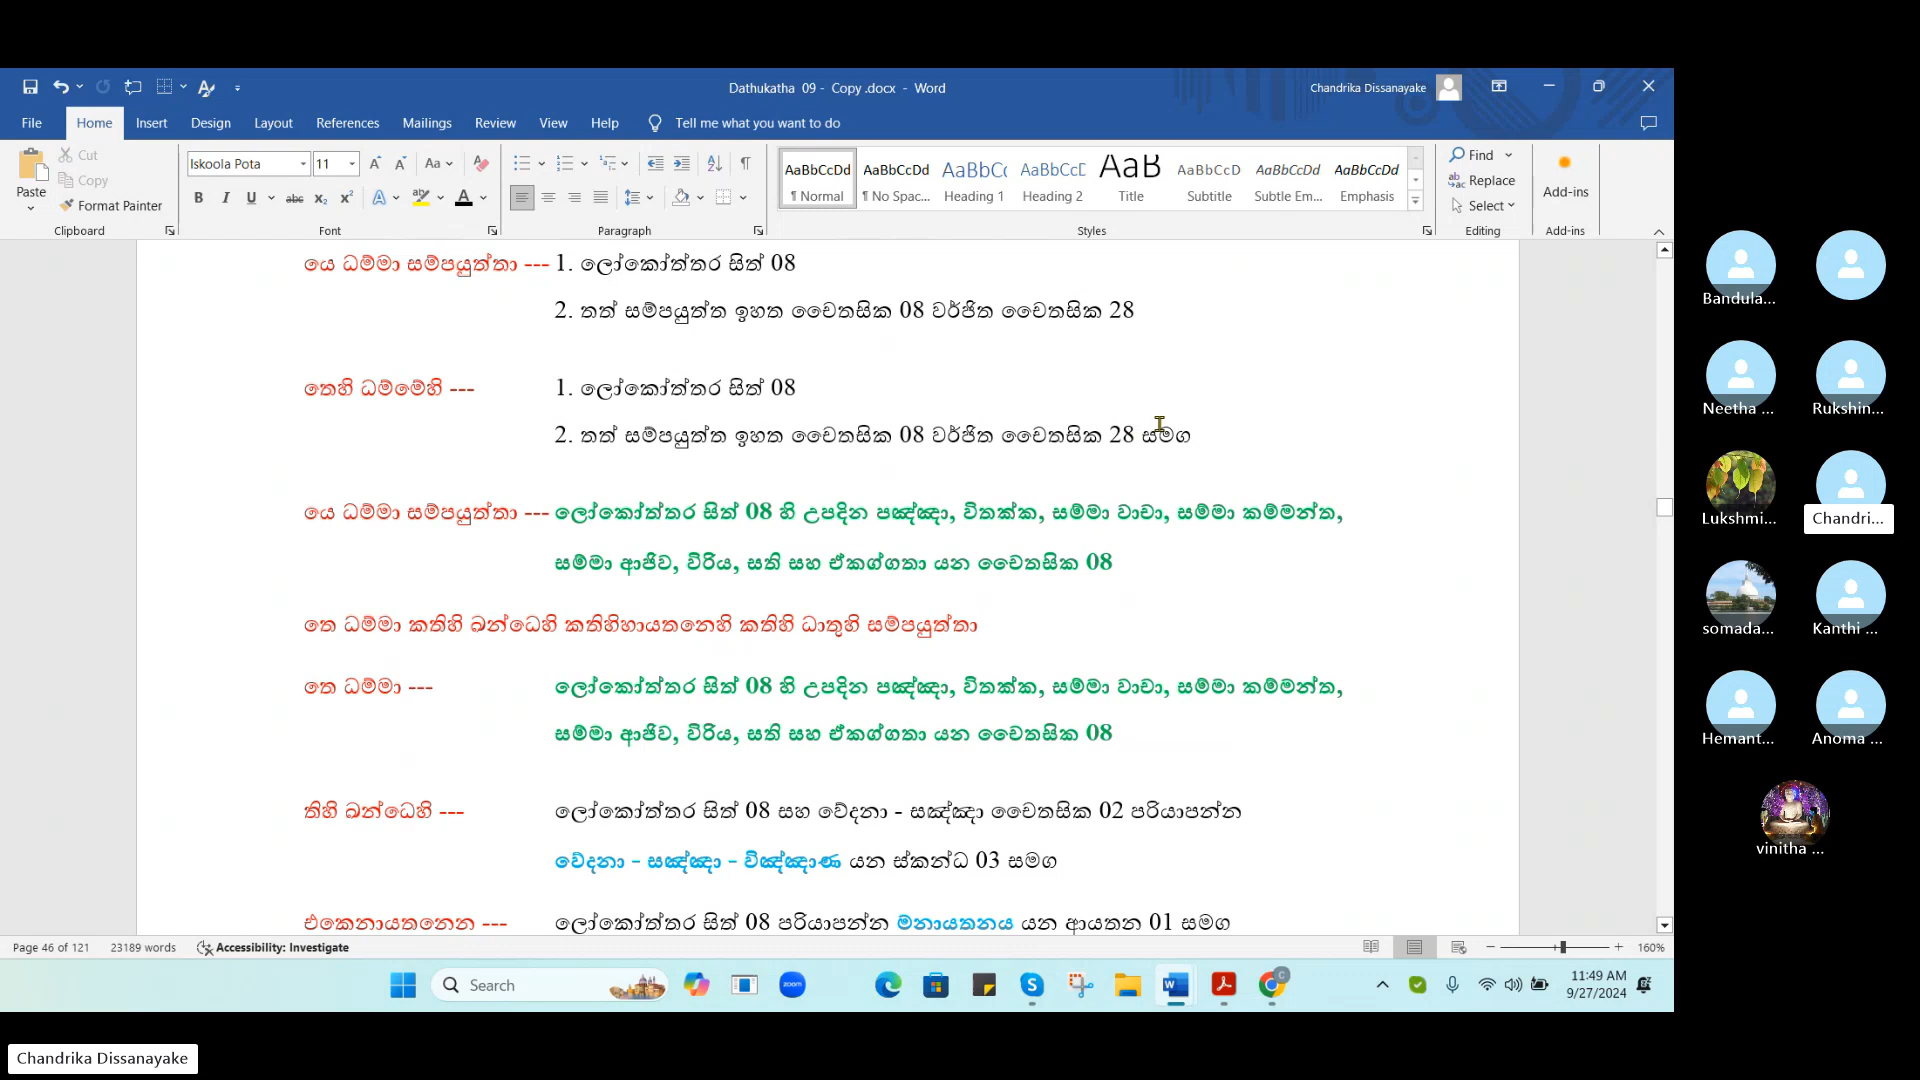 Dathukatha 09 - Copy .docx - Word
Chandrika Dissanayake
File Home Insert Design Layout References Mailings Review View Help Tell me what you want to do
Paste
Cut
Copy
Format Painter
Clipboard
Iskoola Pota 11
Font
Paragraph
AaBbCcDd ¶ Normal
AaBbCcDd ¶ No Spac...
AaBbCc Heading 1
AaBbCcD Heading 2
AaB Title
AaBbCcD Subtitle
AaBbCcDd Subtle Em...
AaBbCcDd Emphasis
Styles
Find
Replace
Select
Editing
Add-ins
Add-ins
යෙ ධම්මා සම්පයුත්තා --- 1. ලෝකෝත්තර සිත් 08
2. තත් සම්පයුත්ත ඉහත චෛතසික 08 වර්ජිත චෛතසික 28
තෙහි ධම්මේහි --- 1. ලෝකෝත්තර සිත් 08
2. තත් සම්පයුත්ත ඉහත චෛතසික 08 වර්ජිත චෛතසික 28 සමග
යෙ ධම්මා සම්පයුත්තා --- ලෝකෝත්තර සිත් 08 හි උපදින පඤ්ඤා, විතක්ක, සම්මා වාචා, සම්මා කම්මන්ත,
සම්මා ආජීව, විරිය, සති සහ ඒකග්ගතා යන චෛතසික 08
තෙ ධම්මා කතිහි ඛන්ධෙහි කතිහිහායතනෙහි කතිහි ධාතුහි සම්පයුත්තා
තෙ ධම්මා --- ලෝකෝත්තර සිත් 08 හි උපදින පඤ්ඤා, විතක්ක, සම්මා වාචා, සම්මා කම්මන්ත,
සම්මා ආජීව, විරිය, සති සහ ඒකග්ගතා යන චෛතසික 08
තිහි ඛන්ධෙහි --- ලෝකෝත්තර සිත් 08 සහ වේදනා - සඤ්ඤා චෛතසික 02 පරියාපන්න
වේදනා - සඤ්ඤා - විඤ්ඤාණ යන ස්කන්ධ 03 සමග
එකෙනායතනෙන --- ලෝකෝත්තර සිත් 08 පරියාපන්න මනායතනය යන ආයතන 01 සමග
Page 46 of 121 23189 words Accessibility: Investigate 160%
Search
11:49 AM
9/27/2024
Bandula...
Neetha ... Rukshin...
Lukshmi... Chandri...
somada... Kanthi ...
Hemant... Anoma ...
vinitha ...
Chandrika Dissanayake